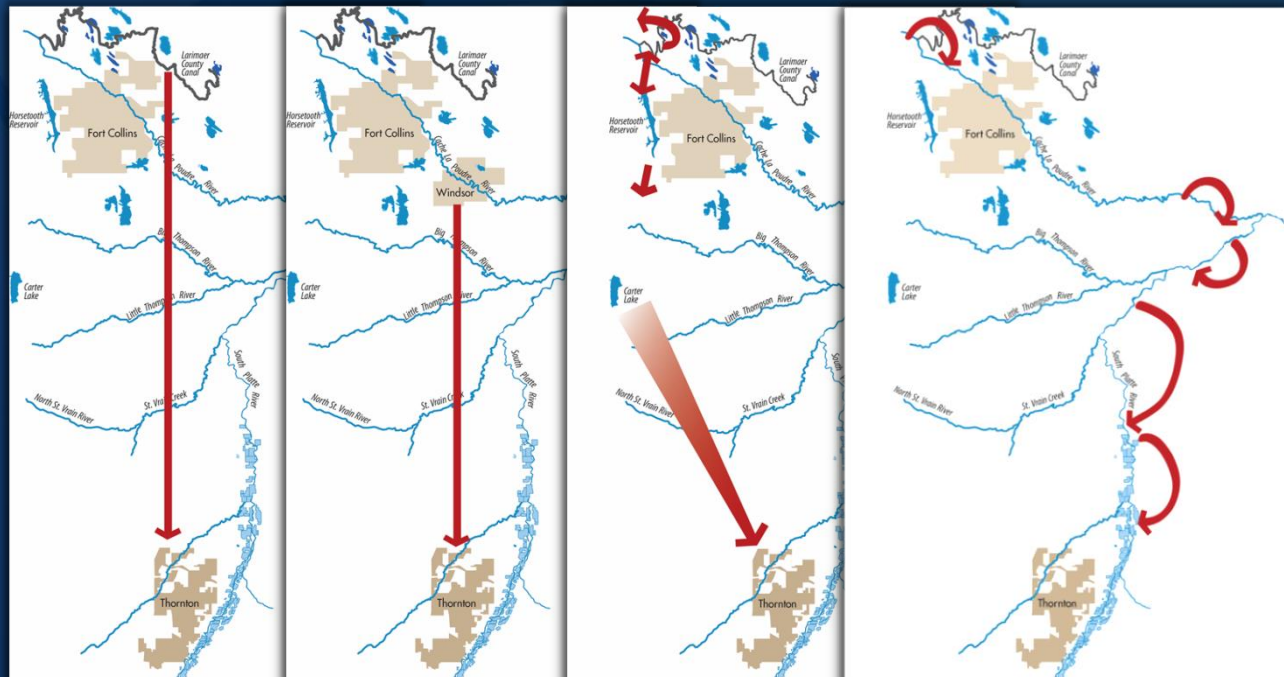 Larimaer
County
Canal
Horsetooth
Reservoir
Fort Collins
Cache La Poudre River
Big Thompson River
Carter
Lake
Little Thompson River
South Platte River
North St. Vrain River
St. Vrain Creek
Thornton
Larimaer
County
Canal
Horsetooth
Reservoir
Fort Collins
Cache La Poudre River
Windsor
Big Thompson River
Carter
Lake
Little Thompson River
South Platte River
North St. Vrain River
St. Vrain Creek
Thornton
Larimaer
County
Canal
Fort Collins
Cache La Poudre River
Big Thompson River
Carter
Lake
Little Thompson River
North St. Vrain River
St. Vrain Creek
Thornton
Horsetooth
Reservoir
Fort Collins
Cache La Poudre River
Big Thompson River
Carter
Lake
Little Thompson River
South Platte River
North St. Vrain River
St. Vrain Creek
Thornton